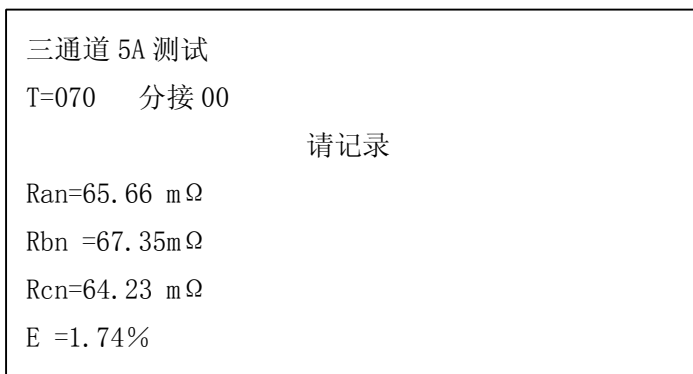 三通道 5A 测试
T=070 分接 00
请记录
Ran=65.66 mΩ
Rbn =67.35mΩ
Rcn=64.23 mΩ
E =1.74%